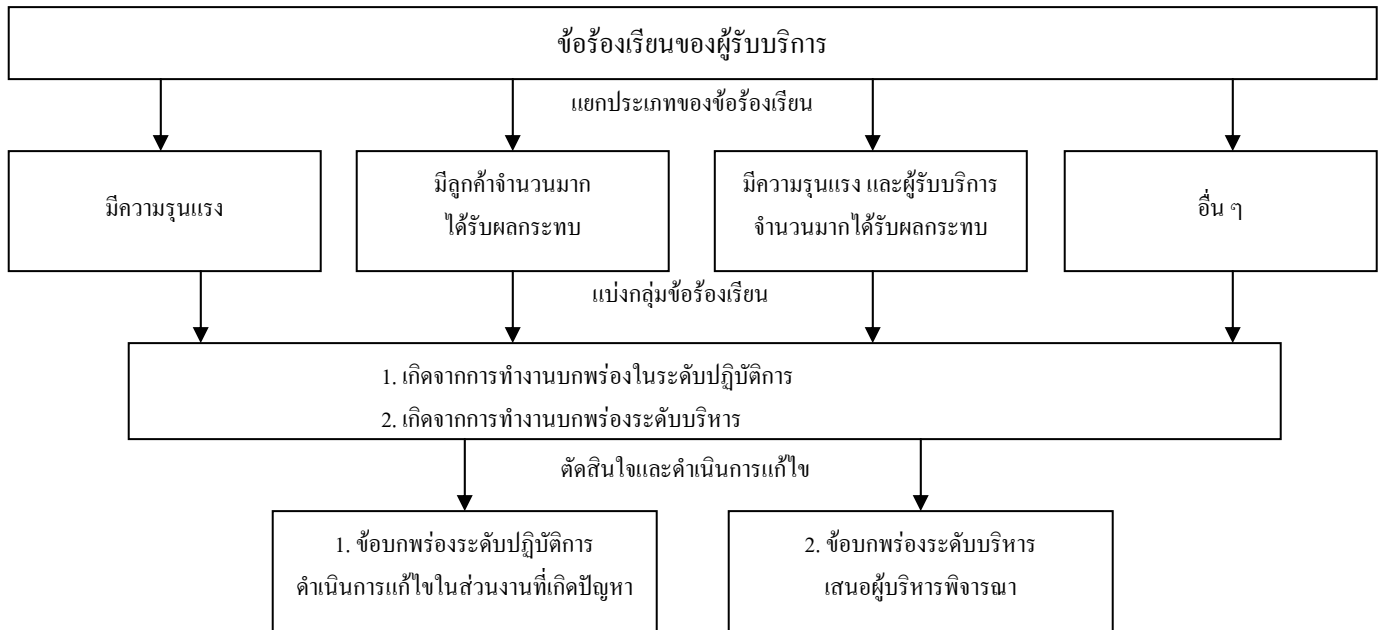 ข้อร้องเรียนของผู้รับบริการ
แยกประเภทของข้อร้องเรียน
มีความรุนแรง
มีลูกค้าจำนวนมาก
ได้รับผลกระทบ
มีความรุนแรง และผู้รับบริการ
จำนวนมากได้รับผลกระทบ
อื่น ๆ
แบ่งกลุ่มข้อร้องเรียน
1. เกิดจากการทำงานบกพร่องในระดับปฏิบัติการ
2. เกิดจากการทำงานบกพร่องระดับบริหาร
ตัดสินใจและดำเนินการแก้ไข
1. ข้อบกพร่องระดับปฏิบัติการ
ดำเนินการแก้ไขในส่วนงานที่เกิดปัญหา
2. ข้อบกพร่องระดับบริหาร
เสนอผู้บริหารพิจารณา